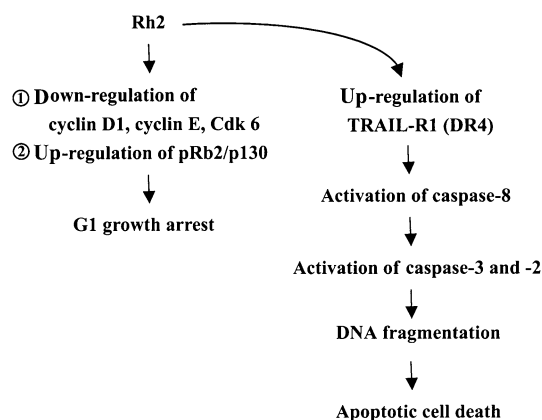 Rh2
① Down-regulation of
cyclin D1, cyclin E, Cdk 6
② Up-regulation of pRb2/p130
G1 growth arrest
Up-regulation of
TRAIL-R1 (DR4)
Activation of caspase-8
Activation of caspase-3 and -2
DNA fragmentation
Apoptotic cell death